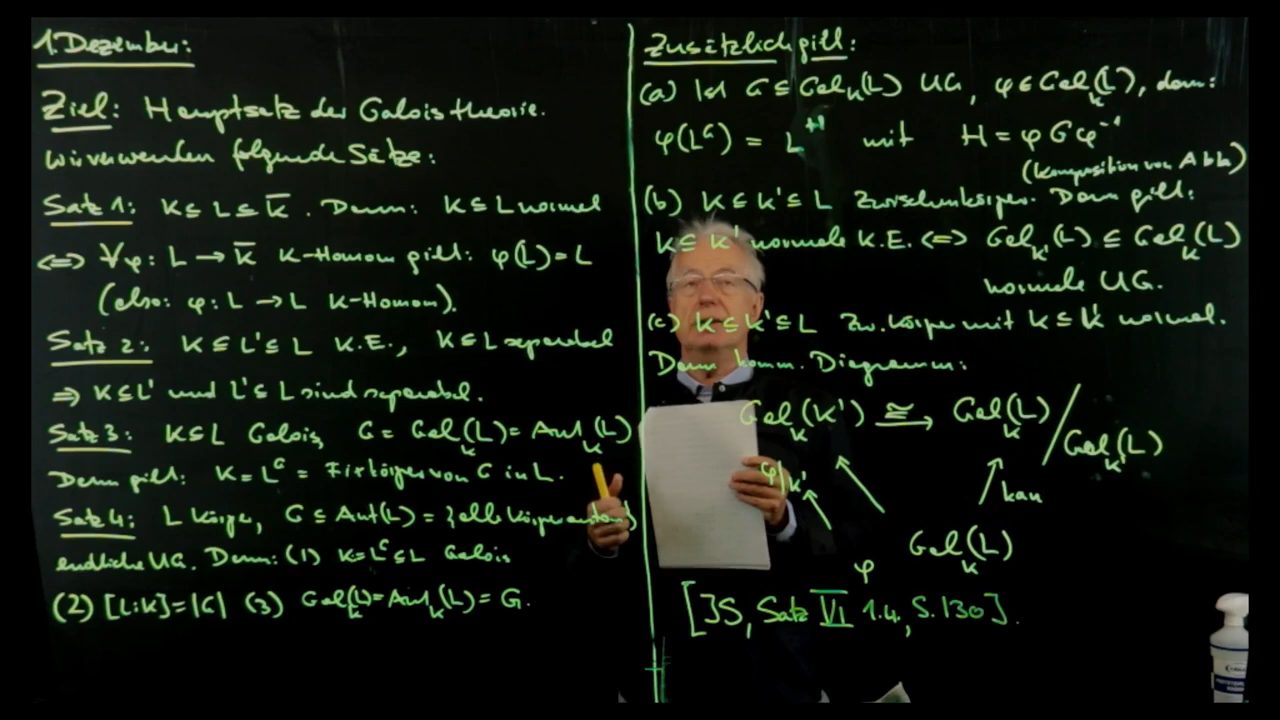 1. Dezember:
Ziel: Hauptsatz der Galoistheorie.
Wir verwenden folgende Sätze:
Satz 1: K ⊆ L ⊆ K̅. Dann: K ⊆ L normal
⇔ ∀φ: L → K̅ K-Homom gilt: φ(L) = L
(also: φ: L → L K-Homom).
Satz 2: K ⊆ L' ⊆ L K.E., K ⊆ L separabel
⇒ K ⊆ L' und L' ⊆ L sind separabel.
Satz 3: K ⊆ L Galois, G = Gal_K(L) = Aut_K(L)
Dann gilt: K = L^G = Fixkörper von G in L.
Satz 4: L Körper, G ⊆ Aut(L) = {alle Körperautom}
endliche UG. Dann: (1) K = L^G ⊆ L Galois
(2) [L:K] = |G| (3) Gal_K(L) = Aut_K(L) = G.
Zusätzlich gilt:
(a) Ist G ⊆ Gal_K(L) UG, φ ∈ Gal_K(L), dann:
φ(L^G) = L^H mit H = φGφ^-1
(Komposition von Abb)
(b) K ⊆ K' ⊆ L Zwischenkörper. Dann gilt:
K ⊆ K' normale K.E. ⇔ Gal_K'(L) ⊆ Gal_K(L)
normale UG.
(c) K ⊆ K' ⊆ L Zw.körper mit K ⊆ K' normal.
Dann komm. Diagramm:
Gal_K(K') ≅→ Gal_K(L) / Gal_K'(L)
φ|K' ↖ ↖ ↗ kan
Gal_K(L)
φ
[JS, Satz VI 1.4, S. 130].